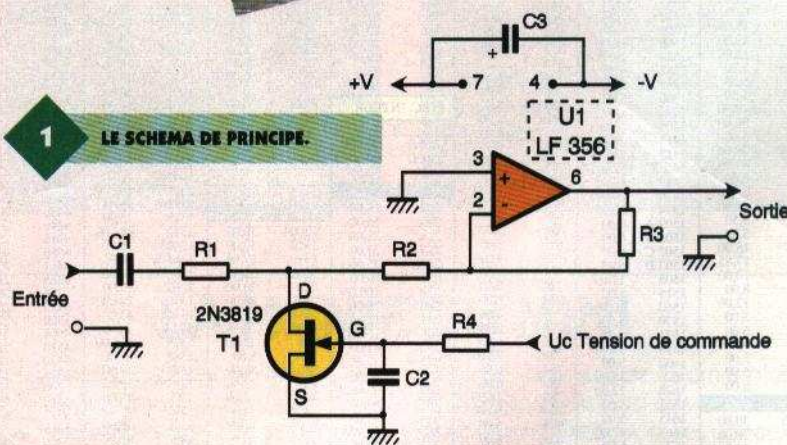 C3
+
+V
7
4
-V
1
LE SCHEMA DE PRINCIPE.
U1
LF 356
3
+
6
2
-
Sortie
C1
R1
R2
R3
Entrée
D
2N3819
T1
G
R4
Uc Tension de commande
C2
S